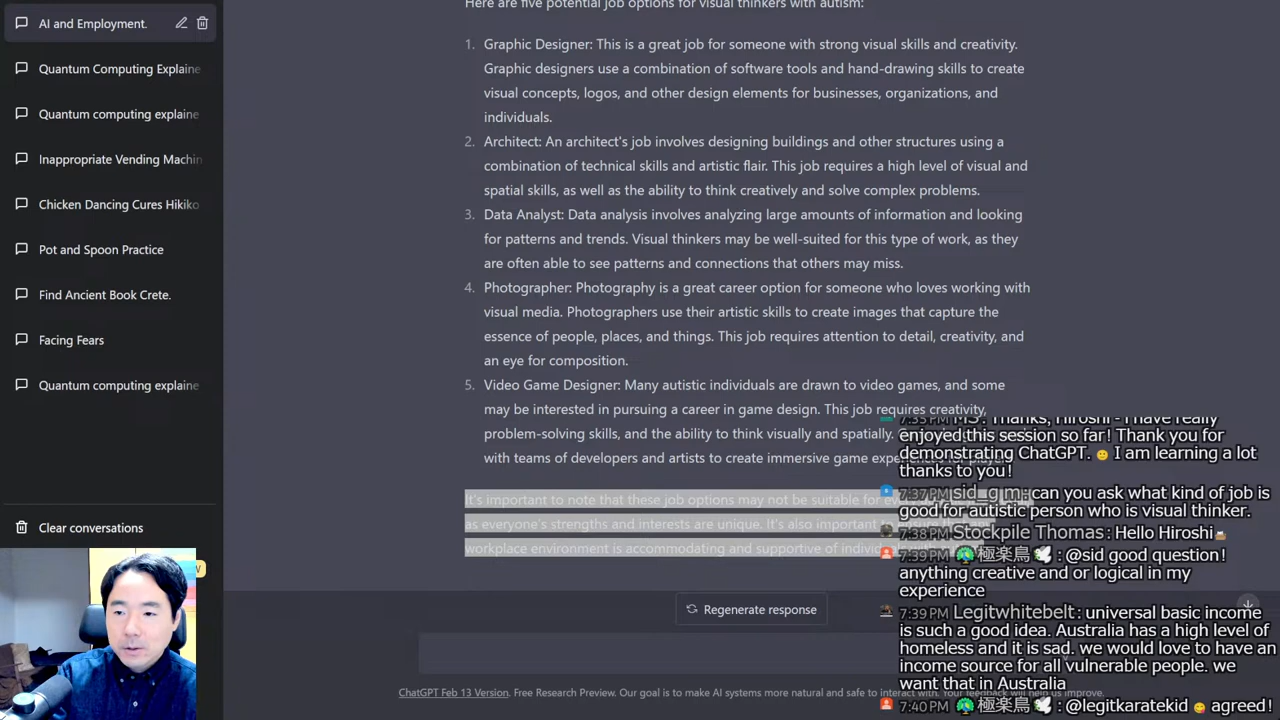 AI and Employment.
Quantum Computing Explaine
Quantum computing explaine
Inappropriate Vending Machin
Chicken Dancing Cures Hikiko
Pot and Spoon Practice
Find Ancient Book Crete.
Facing Fears
Quantum computing explaine
Clear conversations
W
Here are five potential job options for visual thinkers with autism:
1. Graphic Designer: This is a great job for someone with strong visual skills and creativity.
Graphic designers use a combination of software tools and hand-drawing skills to create
visual concepts, logos, and other design elements for businesses, organizations, and
individuals.
2. Architect: An architect's job involves designing buildings and other structures using a
combination of technical skills and artistic flair. This job requires a high level of visual and
spatial skills, as well as the ability to think creatively and solve complex problems.
3. Data Analyst: Data analysis involves analyzing large amounts of information and looking
for patterns and trends. Visual thinkers may be well-suited for this type of work, as they
are often able to see patterns and connections that others may miss.
4. Photographer: Photography is a great career option for someone who loves working with
visual media. Photographers use their artistic skills to create images that capture the
essence of people, places, and things. This job requires attention to detail, creativity, and
an eye for composition.
5. Video Game Designer: Many autistic individuals are drawn to video games, and some
may be interested in pursuing a career in game design. This job requires creativity,
problem-solving skills, and the ability to think visually and spatially.
with teams of developers and artists to create immersive game
It's important to note that these job options may not be suitable for
as everyone's strengths and interests are unique. It's also important
workplace environment is accommodating and supportive of
Regenerate response
ChatGPT Feb 13 Version. Free Research Preview. Our goal is to make AI systems more natural and safe to interact with. Your feedback will help us improve.
7:35PM MS: Thanks, Hiroshi - I have really
enjoyed this session so far! Thank you for
demonstrating ChatGPT. I am learning a lot
thanks to you!
7:37PM sid_g m: can you ask what kind of job is
good for autistic person who is visual thinker.
7:38PM Stockpile Thomas: Hello Hiroshi
7:39PM 極楽鳥: @sid good question!
anything creative and or logical in my
experience
7:39PM Legitwhitebelt: universal basic income
is such a good idea. Australia has a high level of
homeless and it is sad. we would love to have an
income source for all vulnerable people. we
want that in Australia
7:40PM 極楽鳥: @legitkaratekid agreed!